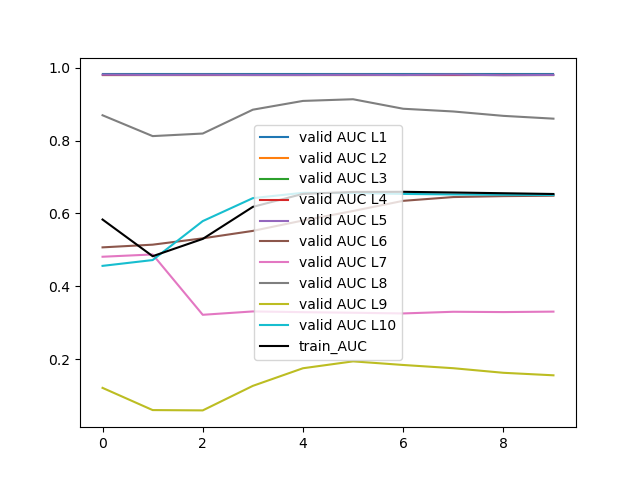 1.0
0.8
0.6
0.4
0.2
valid AUC L1
valid AUC L2
valid AUC L3
valid AUC L4
valid AUC L5
valid AUC L6
valid AUC L7
valid AUC L8
valid AUC L9
valid AUC L10
train_AUC
0 2 4 6 8